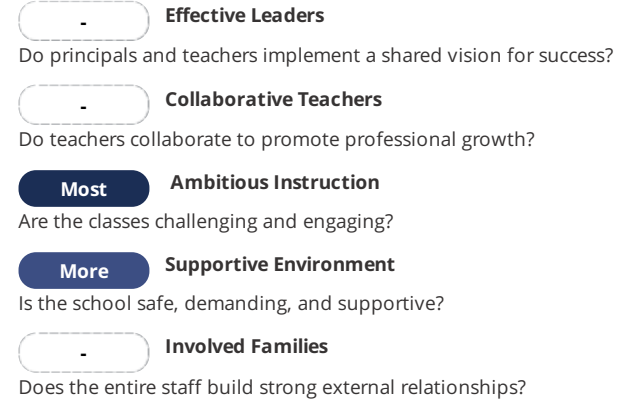 - Effective Leaders
Do principals and teachers implement a shared vision for success?
- Collaborative Teachers
Do teachers collaborate to promote professional growth?
Most Ambitious Instruction
Are the classes challenging and engaging?
More Supportive Environment
Is the school safe, demanding, and supportive?
- Involved Families
Does the entire staff build strong external relationships?